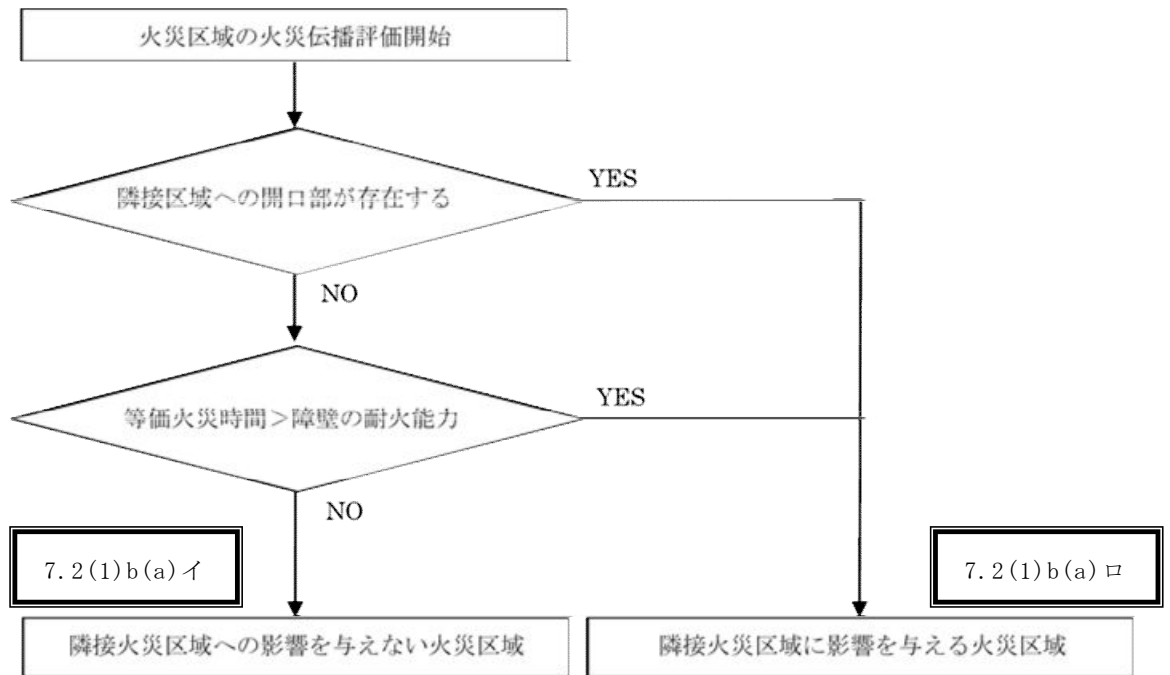 火災区域の火災伝播評価開始
隣接区域への開口部が存在する
YES
NO
等価火災時間＞障壁の耐火能力
YES
NO
7.2(1)b(a)イ
7.2(1)b(a)ロ
隣接火災区域への影響を与えない火災区域
隣接火災区域に影響を与える火災区域